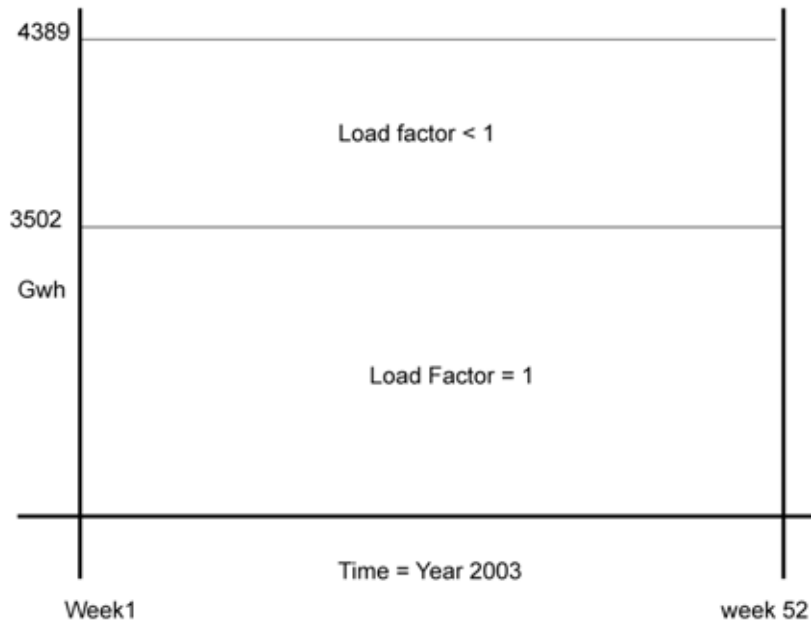 4389
Load factor < 1
3502
Gwh
Load Factor = 1
Time = Year 2003
Week1
week 52